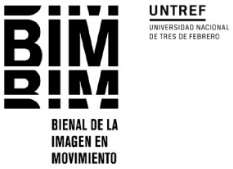 BIM
BIM
BIENAL DE LA
IMAGEN EN
MOVIMIENTO
UNTREF
UNIVERSIDAD NACIONAL
DE TRES DE FEBRERO